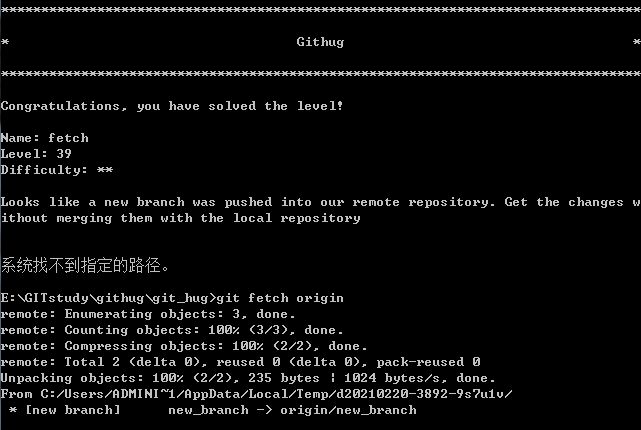 ********************************************************************************
*                                    Githug                                    *
********************************************************************************
Congratulations, you have solved the level!
Name: fetch
Level: 39
Difficulty: **
Looks like a new branch was pushed into our remote repository. Get the changes w
ithout merging them with the local repository
系统找不到指定的路径。
E:\GITstudy\githug\git_hug>git fetch origin
remote: Enumerating objects: 3, done.
remote: Counting objects: 100% (3/3), done.
remote: Compressing objects: 100% (2/2), done.
remote: Total 2 (delta 0), reused 0 (delta 0), pack-reused 0
Unpacking objects: 100% (2/2), 235 bytes | 1024 bytes/s, done.
From C:/Users/ADMINI~1/AppData/Local/Temp/d20210220-3892-9s7u1v/
 * [new branch]      new_branch -> origin/new_branch